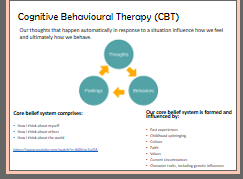 Cognitive Behavioural Therapy (CBT)
Our thoughts that happen automatically in response to a situation influence how we feel
and ultimately how we behave.
Thoughts
Feelings
Behaviours
Core belief system comprises:
• How I think about myself
• How I think about others
• How I think about the world
Our core belief system is formed and
influenced by:
• Past experiences
• Childhood upbringing
• Culture
• Faith
• Values
• Current circumstances
• Character traits, including genetic influences